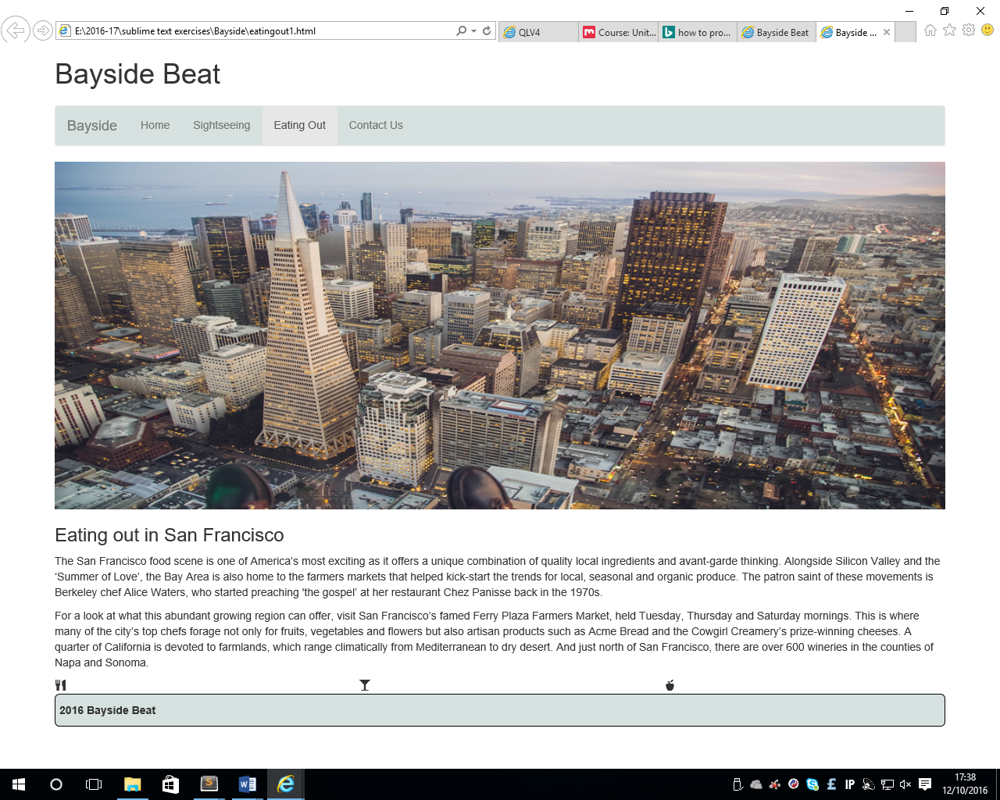 E:\2016-17\sublime text exercises\Bayside\eatingout1.html
QLV4
Course: Unit...
how to pro...
Bayside Beat
Bayside ...
Bayside Beat
Bayside Home Sightseeing Eating Out Contact Us
Eating out in San Francisco
The San Francisco food scene is one of America’s most exciting as it offers a unique combination of quality local ingredients and avant-garde thinking. Alongside Silicon Valley and the
‘Summer of Love’, the Bay Area is also home to the farmers markets that helped kick-start the trends for local, seasonal and organic produce. The patron saint of these movements is
Berkeley chef Alice Waters, who started preaching 'the gospel’ at her restaurant Chez Panisse back in the 1970s.
For a look at what this abundant growing region can offer, visit San Francisco’s famed Ferry Plaza Farmers Market, held Tuesday, Thursday and Saturday mornings. This is where
many of the city’s top chefs forage not only for fruits, vegetables and flowers but also artisan products such as Acme Bread and the Cowgirl Creamery’s prize-winning cheeses. A
quarter of California is devoted to farmlands, which range climatically from Mediterranean to dry desert. And just north of San Francisco, there are over 600 wineries in the counties of
Napa and Sonoma.
2016 Bayside Beat
IP
17:38
12/10/2016